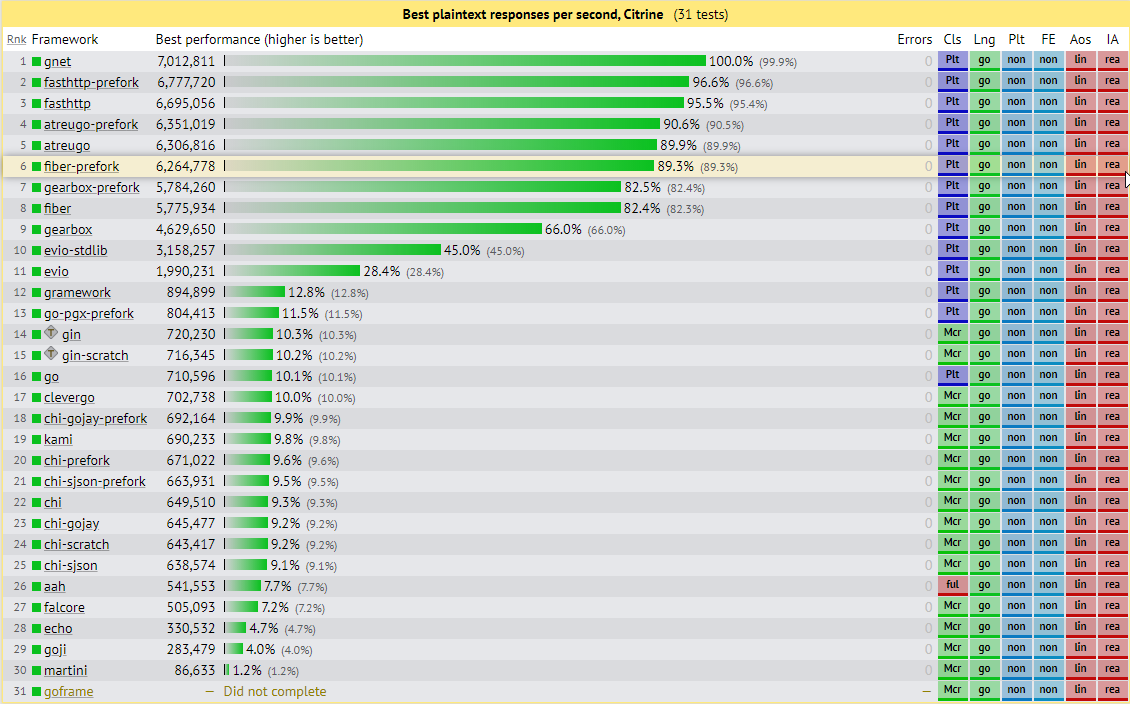 Best plaintext responses per second, Citrine (31 tests)
Rnk Framework Best performance (higher is better) Errors Cls Lng Plt FE Aos IA
1 gnet 7,012,811 100.0% (99.9%) 0 Plt go non non lin rea
2 fasthttp-prefork 6,777,720 96.6% (96.6%) 0 Plt go non non lin rea
3 fasthttp 6,695,056 95.5% (95.4%) 0 Plt go non non lin rea
4 atreugo-prefork 6,351,019 90.6% (90.5%) 0 Plt go non non lin rea
5 atreugo 6,306,816 89.9% (89.9%) 0 Plt go non non lin rea
6 fiber-prefork 6,264,778 89.3% (89.3%) 0 Plt go non non lin rea
7 gearbox-prefork 5,784,260 82.5% (82.4%) 0 Plt go non non lin rea
8 fiber 5,775,934 82.4% (82.3%) 0 Plt go non non lin rea
9 gearbox 4,629,650 66.0% (66.0%) 0 Plt go non non lin rea
10 evio-stdlib 3,158,257 45.0% (45.0%) 0 Plt go non non lin rea
11 evio 1,990,231 28.4% (28.4%) 0 Plt go non non lin rea
12 gramework 894,899 12.8% (12.8%) 0 Plt go non non lin rea
13 go-pgx-prefork 804,413 11.5% (11.5%) 0 Plt go non non lin rea
14 T gin 720,230 10.3% (10.3%) 0 Mcr go non non lin rea
15 T gin-scratch 716,345 10.2% (10.2%) 0 Mcr go non non lin rea
16 go 710,596 10.1% (10.1%) 0 Plt go non non lin rea
17 clevergo 702,738 10.0% (10.0%) 0 Mcr go non non lin rea
18 chi-gojay-prefork 692,164 9.9% (9.9%) 0 Mcr go non non lin rea
19 kami 690,233 9.8% (9.8%) 0 Mcr go non non lin rea
20 chi-prefork 671,022 9.6% (9.6%) 0 Mcr go non non lin rea
21 chi-sjson-prefork 663,931 9.5% (9.5%) 0 Mcr go non non lin rea
22 chi 649,510 9.3% (9.3%) 0 Mcr go non non lin rea
23 chi-gojay 645,477 9.2% (9.2%) 0 Mcr go non non lin rea
24 chi-scratch 643,417 9.2% (9.2%) 0 Mcr go non non lin rea
25 chi-sjson 638,574 9.1% (9.1%) 0 Mcr go non non lin rea
26 aah 541,553 7.7% (7.7%) 0 ful go non non lin rea
27 falcore 505,093 7.2% (7.2%) 0 Mcr go non non lin rea
28 echo 330,532 4.7% (4.7%) 0 Mcr go non non lin rea
29 goji 283,479 4.0% (4.0%) 0 Mcr go non non lin rea
30 martini 86,633 1.2% (1.2%) 0 Mcr go non non lin rea
31 goframe — Did not complete — Mcr go non non lin rea